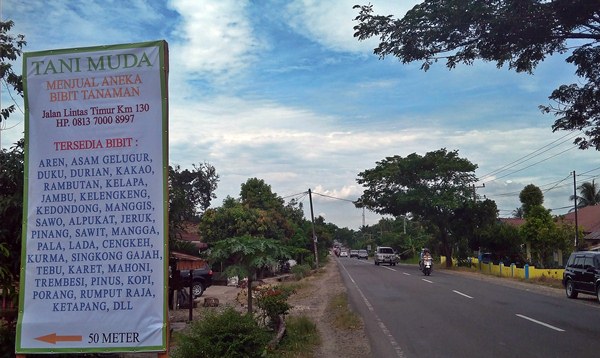 TANI MUDA
MENJUAL ANEKA
BIBIT TANAMAN
Jalan Lintas Timur Km 130
HP. 0813 7000 8997
TERSEDIA BIBIT :
AREN, ASAM GELUGUR,
DUKU, DURIAN, KAKAO,
RAMBUTAN, KELAPA,
JAMBU, KELENGKENG,
KEDONDONG, MANGGIS,
SAWO, ALPUKAT, JERUK,
PINANG, SAWIT, MANGGA,
PALA, LADA, CENGKEH,
KURMA, SINGKONG GAJAH,
TEBU, KARET, MAHONI,
TREMBESI, PINUS, KOPI,
PORANG, RUMPUT RAJA,
KETAPANG, DLL
50 METER